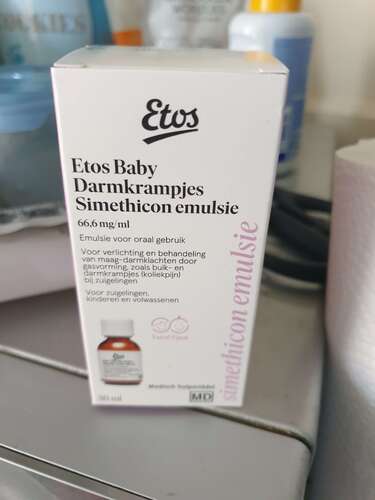 Etos
Etos Baby
Darmkrampjes
Simethicon emulsie
66,6 mg/ml
Emulsie voor oraal gebruik
Voor verlichting en behandeling
van maag-darmklachten door
gasvorming, zoals buik- en
darmkrampjes (koliekpijn)
bij zuigelingen
Voor zuigelingen,
kinderen en volwassenen
Etos
Medisch hulpmiddel
MD
30 ml
simethicon emulsie